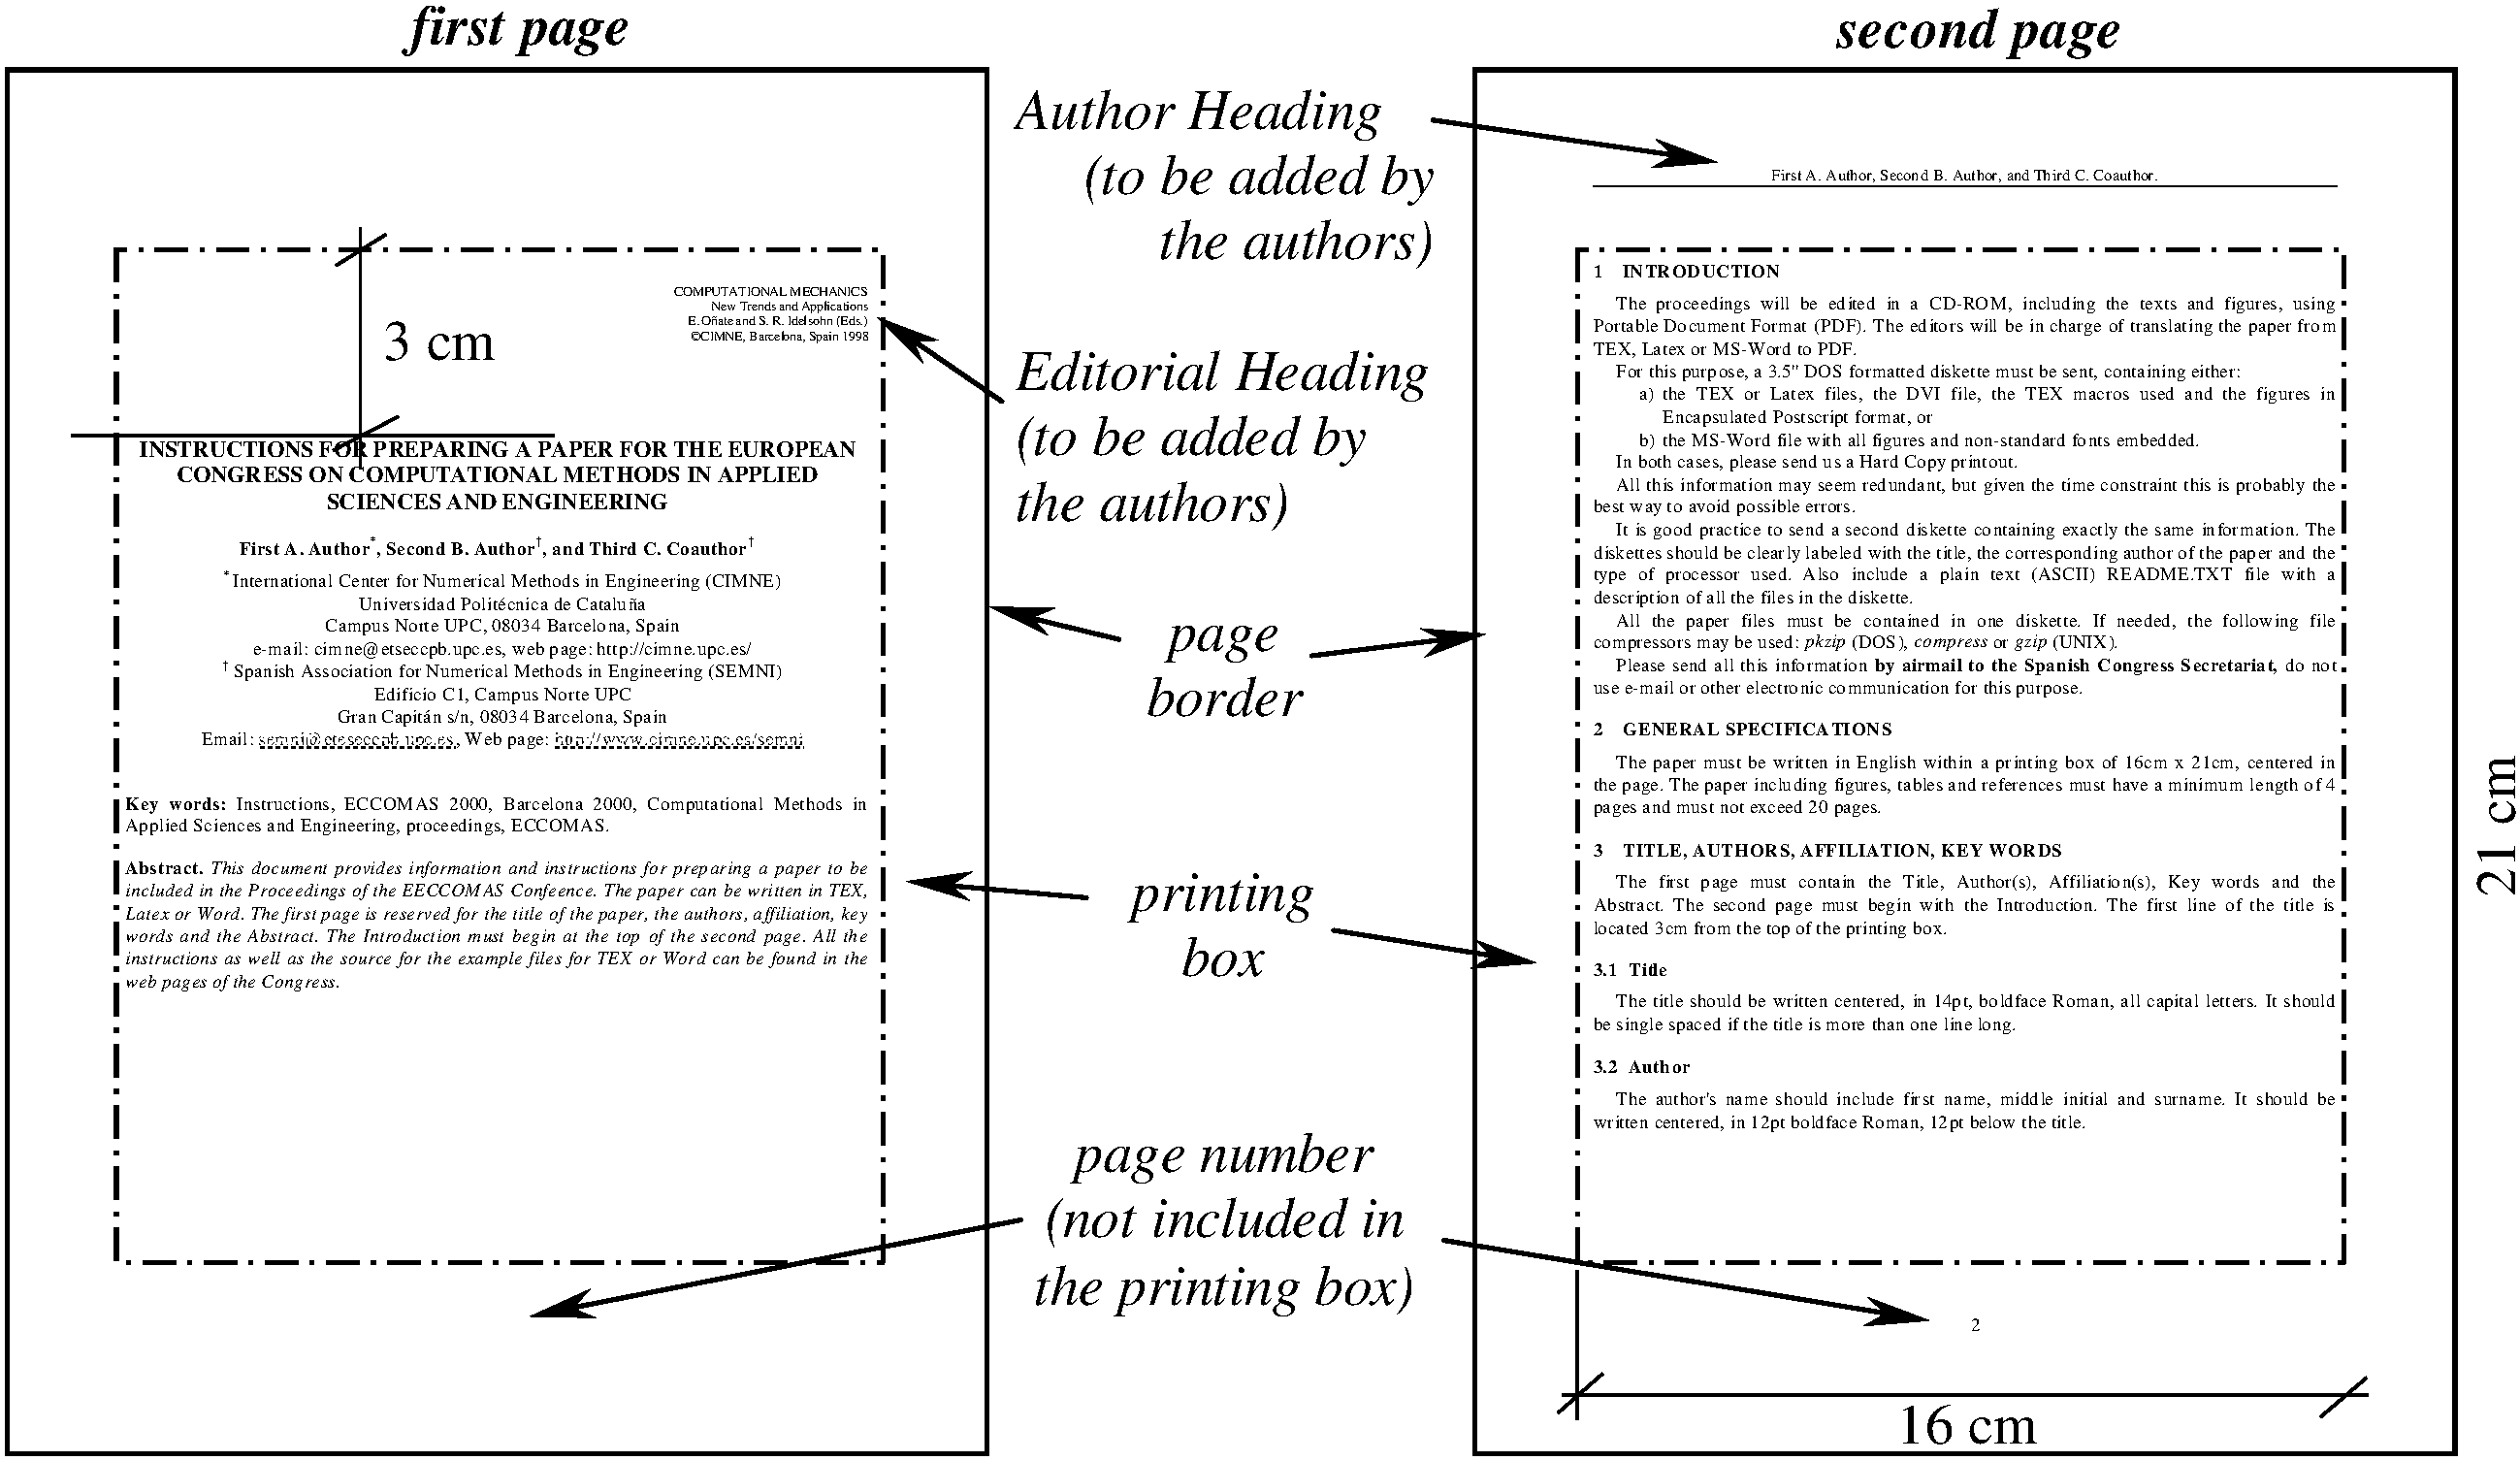 first page
second page
Author Heading
(to be added by
the authors)
3 cm
COMPUTATIONAL MECHANICS
New Trends and Applications
E. Oñate and S. R. Idelsohn (Eds.)
©CIMNE, Barcelona, Spain 1998
Editorial Heading
(to be added by
the authors)
INSTRUCTIONS FOR PREPARING A PAPER FOR THE EUROPEAN
CONGRESS ON COMPUTATIONAL METHODS IN APPLIED
SCIENCES AND ENGINEERING
First A. Author*, Second B. Author†, and Third C. Coauthor†
*International Center for Numerical Methods in Engineering (CIMNE)
Universidad Politécnica de Cataluña
Campus Norte UPC, 08034 Barcelona, Spain
e-mail: cimne@etseccpb.upc.es, web page: http://cimne.upc.es/
† Spanish Association for Numerical Methods in Engineering (SEMNI)
Edificio C1, Campus Norte UPC
Gran Capitán s/n, 08034 Barcelona, Spain
Email: semni@etseccpb.upc.es, Web page: http://www.cimne.upc.es/semni
Key words: Instructions, ECCOMAS 2000, Barcelona 2000, Computational Methods in
Applied Sciences and Engineering, proceedings, ECCOMAS.
Abstract. This document provides information and instructions for preparing a paper to be
included in the Proceedings of the EECCOMAS Confeence. The paper can be written in TEX,
Latex or Word. The first page is reserved for the title of the paper, the authors, affiliation, key
words and the Abstract. The Introduction must begin at the top of the second page. All the
instructions as well as the source for the example files for TEX or Word can be found in the
web pages of the Congress.
page
border
printing
box
page number
(not included in
the printing box)
First A. Author, Second B. Author, and Third C. Coauthor.
1 INTRODUCTION
The proceedings will be edited in a CD-ROM, including the texts and figures, using
Portable Document Format (PDF). The editors will be in charge of translating the paper from
TEX, Latex or MS-Word to PDF.
For this purpose, a 3.5" DOS formatted diskette must be sent, containing either:
a) the TEX or Latex files, the DVI file, the TEX macros used and the figures in
Encapsulated Postscript format, or
b) the MS-Word file with all figures and non-standard fonts embedded.
In both cases, please send us a Hard Copy printout.
All this information may seem redundant, but given the time constraint this is probably the
best way to avoid possible errors.
It is good practice to send a second diskette containing exactly the same information. The
diskettes should be clearly labeled with the title, the corresponding author of the paper and the
type of processor used. Also include a plain text (ASCII) README.TXT file with a
description of all the files in the diskette.
All the paper files must be contained in one diskette. If needed, the following file
compressors may be used: pkzip (DOS), compress or gzip (UNIX).
Please send all this information by airmail to the Spanish Congress Secretariat, do not
use e-mail or other electronic communication for this purpose.
2 GENERAL SPECIFICATIONS
The paper must be written in English within a printing box of 16cm x 21cm, centered in
the page. The paper including figures, tables and references must have a minimum length of 4
pages and must not exceed 20 pages.
3 TITLE, AUTHORS, AFFILIATION, KEY WORDS
The first page must contain the Title, Author(s), Affiliation(s), Key words and the
Abstract. The second page must begin with the Introduction. The first line of the title is
located 3cm from the top of the printing box.
3.1 Title
The title should be written centered, in 14pt, boldface Roman, all capital letters. It should
be single spaced if the title is more than one line long.
3.2 Author
The author's name should include first name, middle initial and surname. It should be
written centered, in 12pt boldface Roman, 12pt below the title.
2
16 cm
21 cm